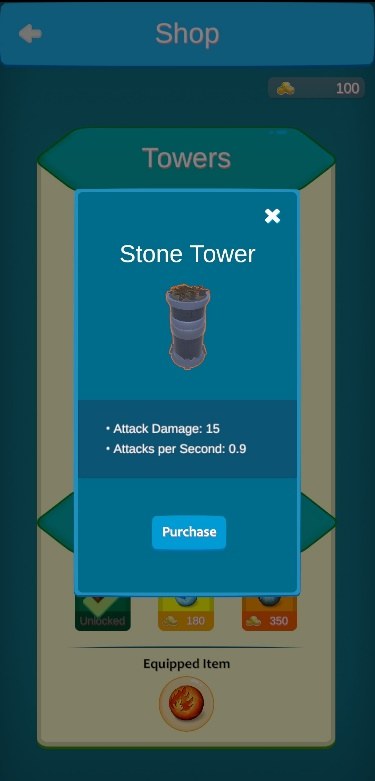 Shop
100
Towers
Stone Tower
• Attack Damage: 15
• Attacks per Second: 0.9
Purchase
Unlocked
180
350
Equipped Item